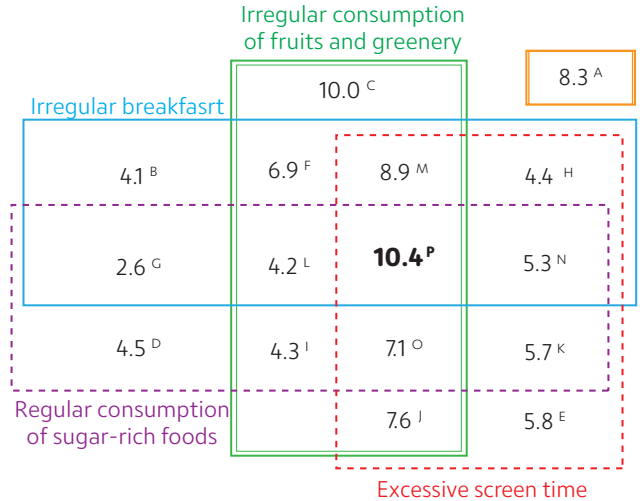 Irregular consumption
of fruits and greenery
10.0 C
8.3 A
Irregular breakfasrt
4.1 B
6.9 F
8.9 M
4.4 H
2.6 G
4.2 L
10.4 P
5.3 N
4.5 D
4.3 I
7.1 O
5.7 K
Regular consumption
of sugar-rich foods
7.6 J
5.8 E
Excessive screen time